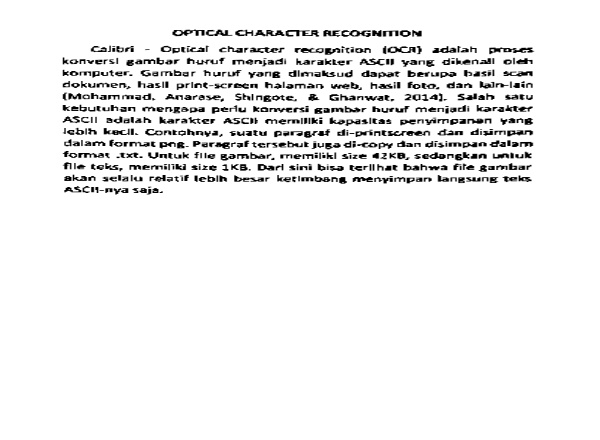 OPTICAL CHARACTER RECOGNITION
Calibri - Optical character recognition (OCR) adalah proses
konversi gambar huruf menjadi karakter ASCII yang dikenali oleh
komputer. Gambar huruf yang dimaksud dapat berupa hasil scan
dokumen, hasil print-screen halaman web, hasil foto, dan lain-lain
(Mohammad, Anarase, Shingote, & Ghanwat, 2014). Salah satu
kebutuhan mengapa perlu konversi gambar huruf menjadi karakter
ASCII adalah karakter ASCII memiliki kapasitas penyimpanan yang
lebih kecil. Contohnya, suatu paragraf di-printscreen dan disimpan
dalam format png. Paragraf tersebut juga di-copy dan disimpan dalam
format .txt. Untuk file gambar, memiliki size 42KB, sedangkan untuk
file teks, memiliki size 1KB. Dari sini bisa terlihat bahwa file gambar
akan selalu relatif lebih besar ketimbang menyimpan langsung teks
ASCII-nya saja.